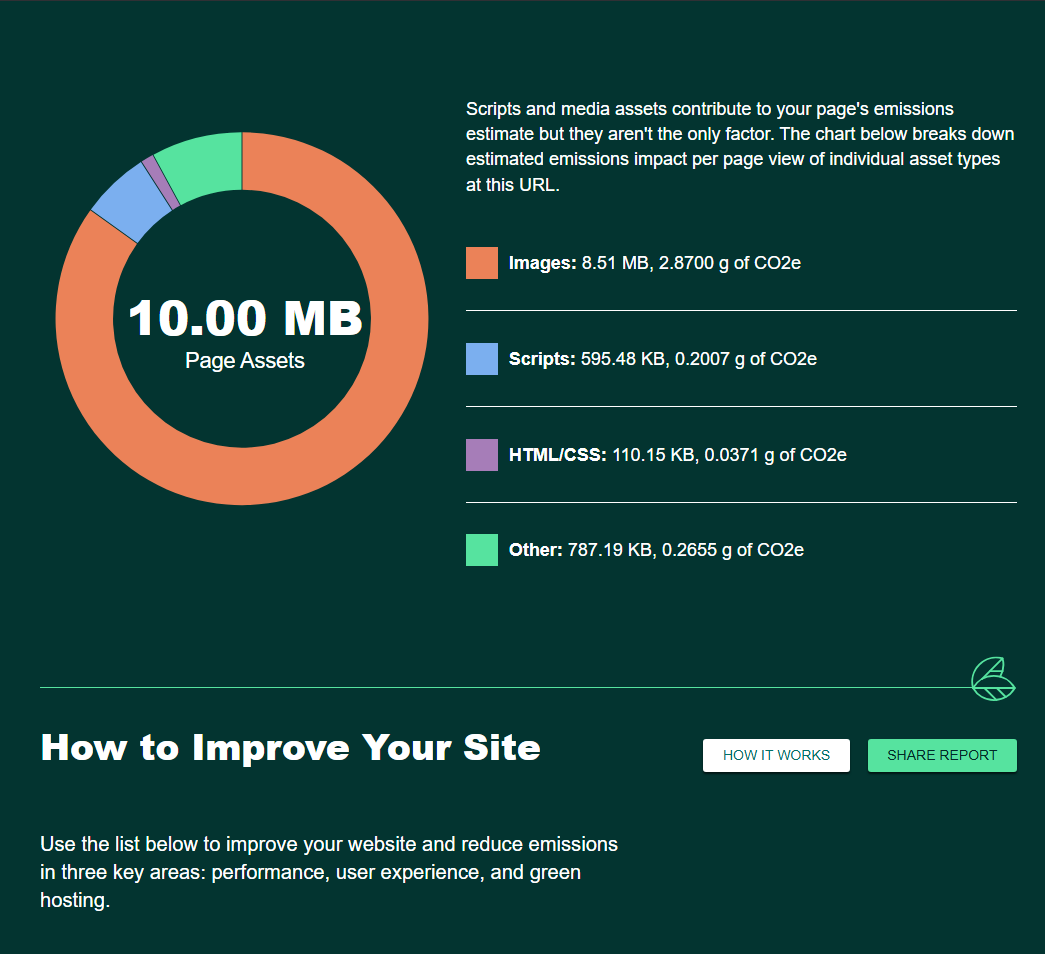 Scripts and media assets contribute to your page's emissions
estimate but they aren't the only factor. The chart below breaks down
estimated emissions impact per page view of individual asset types
at this URL.
10.00 MB
Page Assets
Images: 8.51 MB, 2.8700 g of CO2e
Scripts: 595.48 KB, 0.2007 g of CO2e
HTML/CSS: 110.15 KB, 0.0371 g of CO2e
Other: 787.19 KB, 0.2655 g of CO2e
How to Improve Your Site
HOW IT WORKS
SHARE REPORT
Use the list below to improve your website and reduce emissions
in three key areas: performance, user experience, and green
hosting.